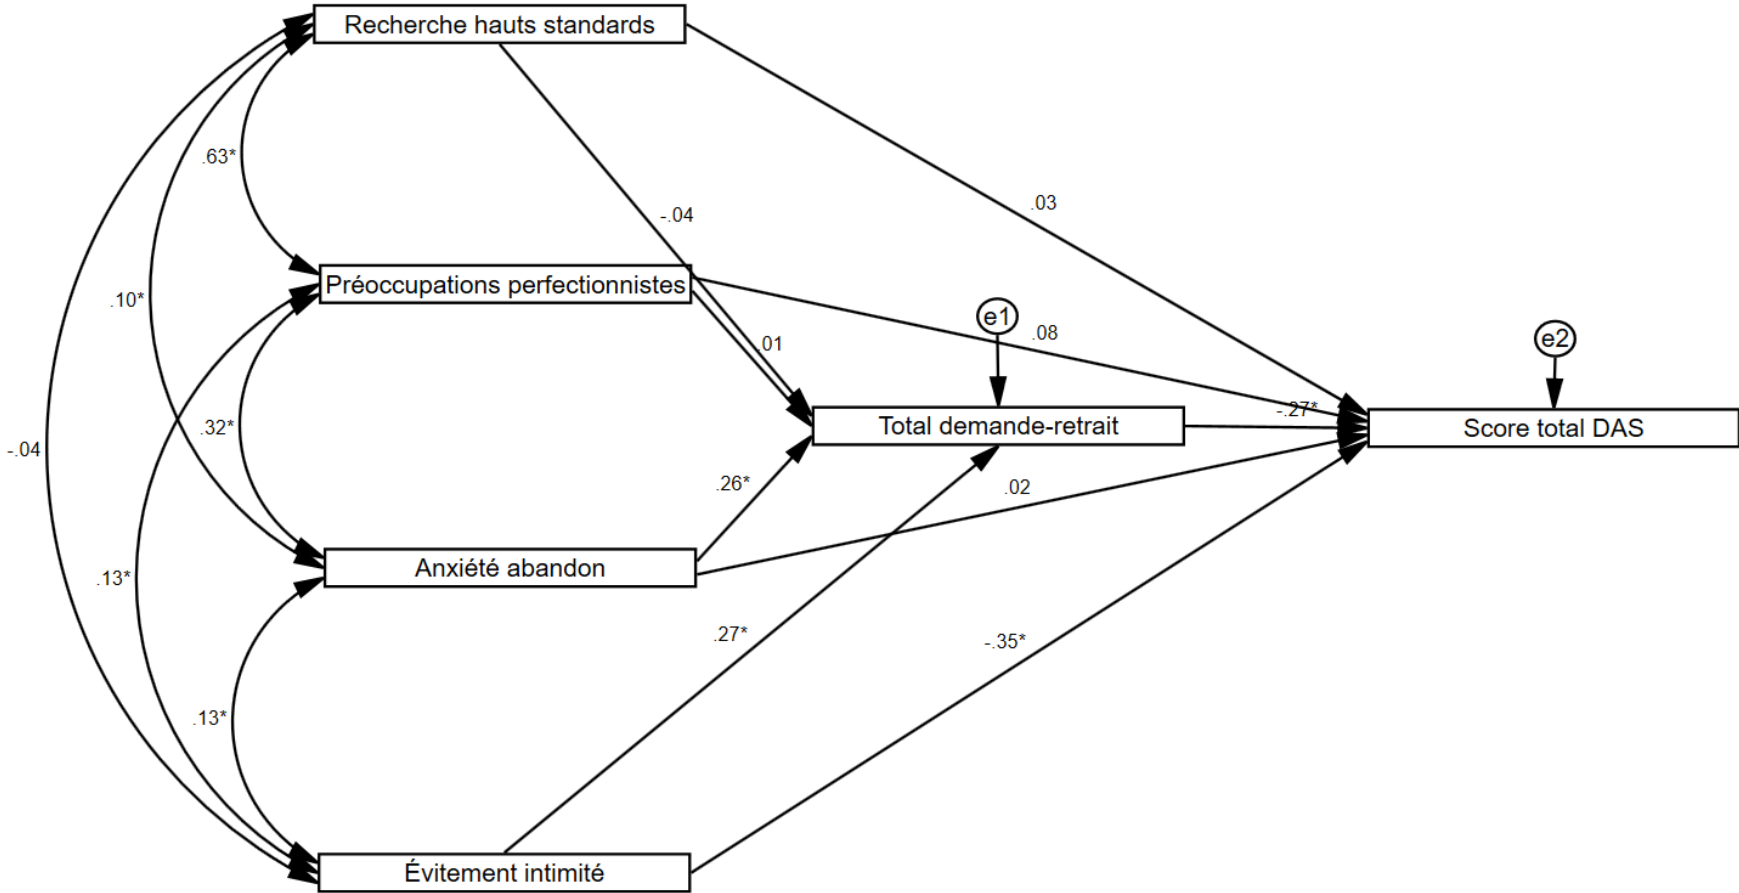 Recherche hauts standards
.63*
-.04
.03
Préoccupations perfectionnistes
.10*
e1
.01
.08
e2
Total demande-retrait
-.27*
Score total DAS
.32*
-.04
.26*
.02
Anxiété abandon
.13*
.27*
-.35*
.13*
Évitement intimité